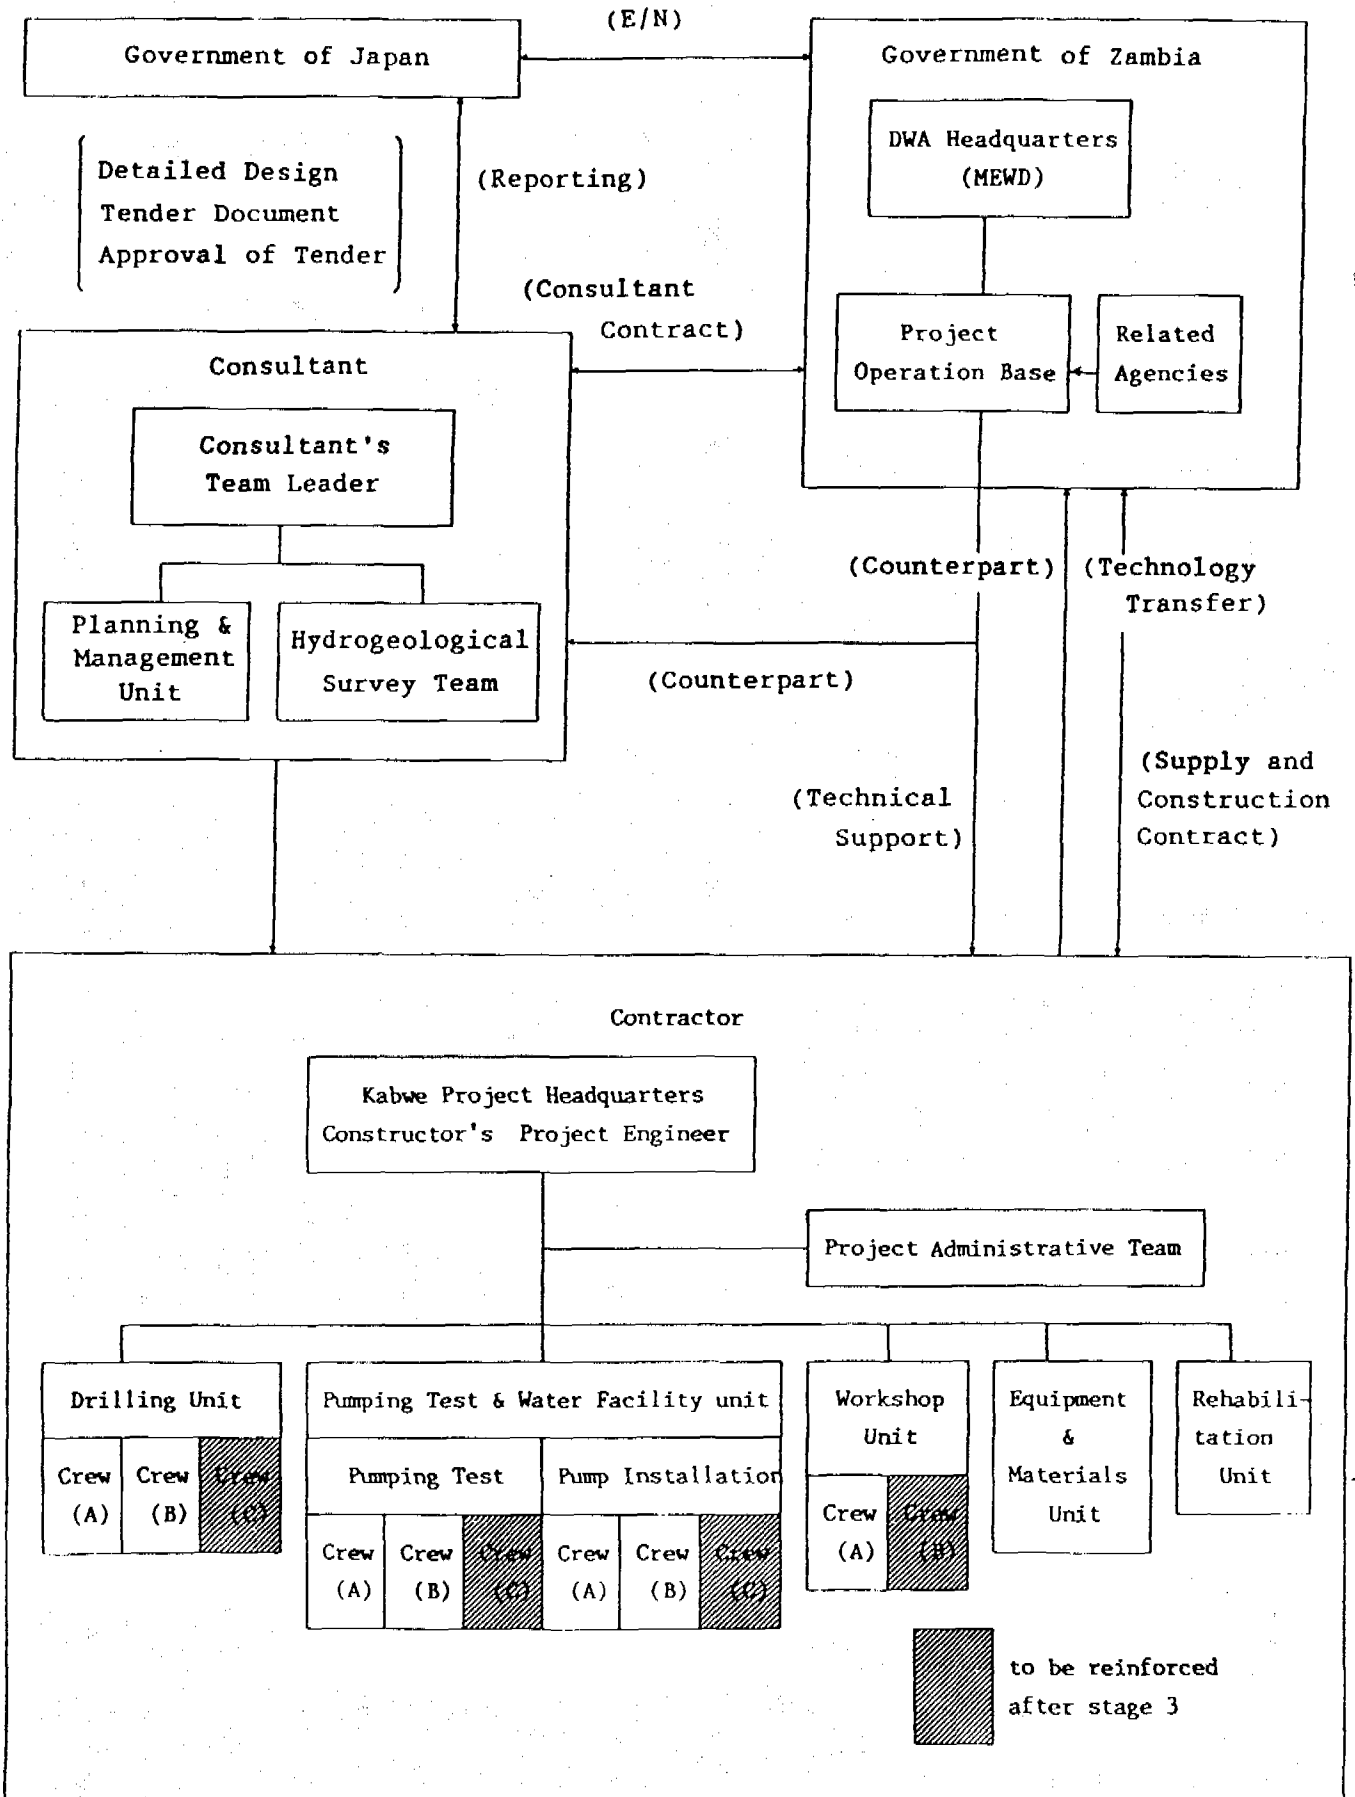 (E/N)
Government of Japan
Government of Zambia
DWA Headquarters
(MEWD)
Detailed Design
Tender Document
Approval of Tender
(Reporting)
(Consultant
Contract)
Project
Operation Base
Related
Agencies
Consultant
Consultant's
Team Leader
Planning &
Management
Unit
Hydrogeological
Survey Team
(Counterpart)
(Technology
Transfer)
(Counterpart)
(Technical
Support)
(Supply and
Construction
Contract)
Contractor
Kabwe Project Headquarters
Constructor's Project Engineer
Project Administrative Team
Drilling Unit
Crew
(A)
Crew
(B)
Crew
(C)
Pumping Test & Water Facility unit
Pumping Test
Pump Installation
Crew
(A)
Crew
(B)
Crew
(C)
Crew
(A)
Crew
(B)
Crew
(C)
Workshop
Unit
Crew
(A)
Crew
(B)
Equipment
&
Materials
Unit
Rehabili-
tation
Unit
to be reinforced
after stage 3